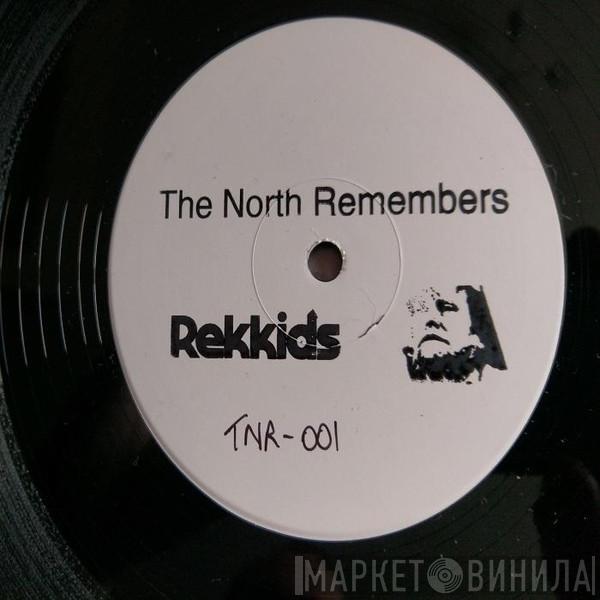 The North Remembers
Rekkids
TNR-001
МАРКЕТ ВИНИЛА